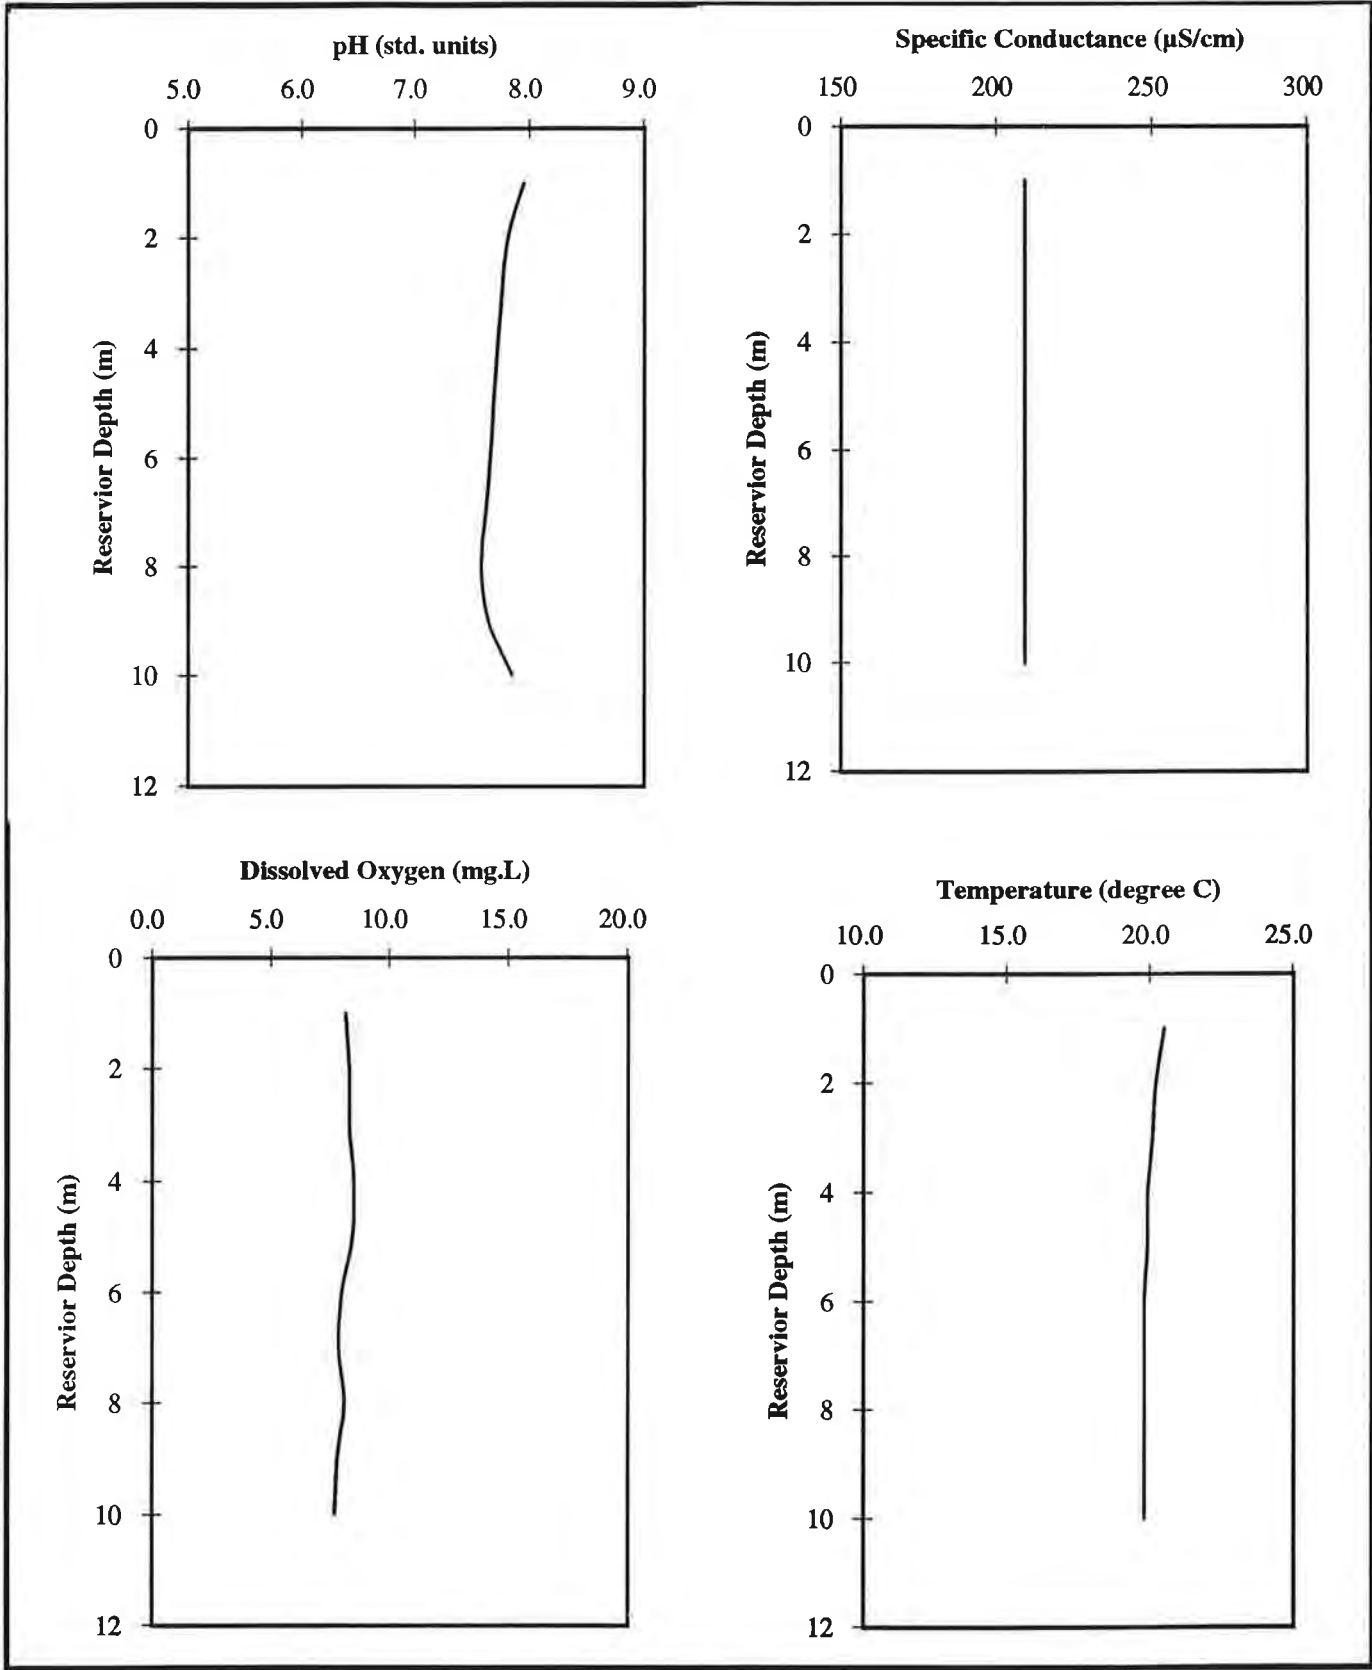 pH (std. units)
5.0 6.0 7.0 8.0 9.0
0
2
4
6
8
10
12
Reservior Depth (m)
Specific Conductance (µS/cm)
150 200 250 300
0
2
4
6
8
10
12
Reservior Depth (m)
Dissolved Oxygen (mg.L)
0.0 5.0 10.0 15.0 20.0
0
2
4
6
8
10
12
Reservior Depth (m)
Temperature (degree C)
10.0 15.0 20.0 25.0
0
2
4
6
8
10
12
Reservior Depth (m)